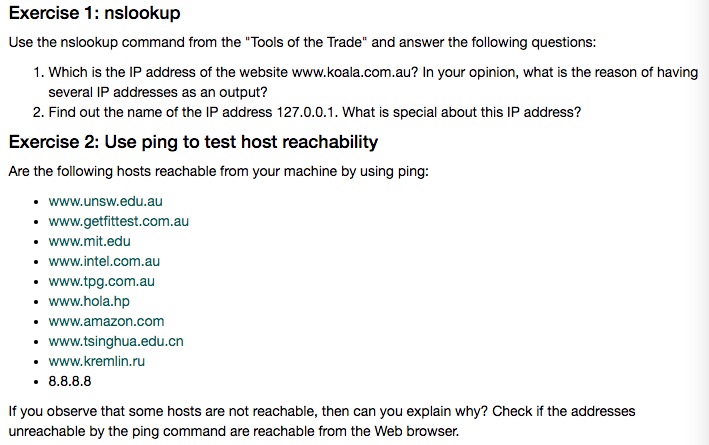 Exercise 1: nslookup
Use the nslookup command from the "Tools of the Trade" and answer the following questions:
1. Which is the IP address of the website www.koala.com.au? In your opinion, what is the reason of having
several IP addresses as an output?
2. Find out the name of the IP address 127.0.0.1. What is special about this IP address?
Exercise 2: Use ping to test host reachability
Are the following hosts reachable from your machine by using ping:
• www.unsw.edu.au
• www.getfittest.com.au
• www.mit.edu
• www.intel.com.au
• www.tpg.com.au
• www.hola.hp
• www.amazon.com
• www.tsinghua.edu.cn
• www.kremlin.ru
• 8.8.8.8
If you observe that some hosts are not reachable, then can you explain why? Check if the addresses
unreachable by the ping command are reachable from the Web browser.